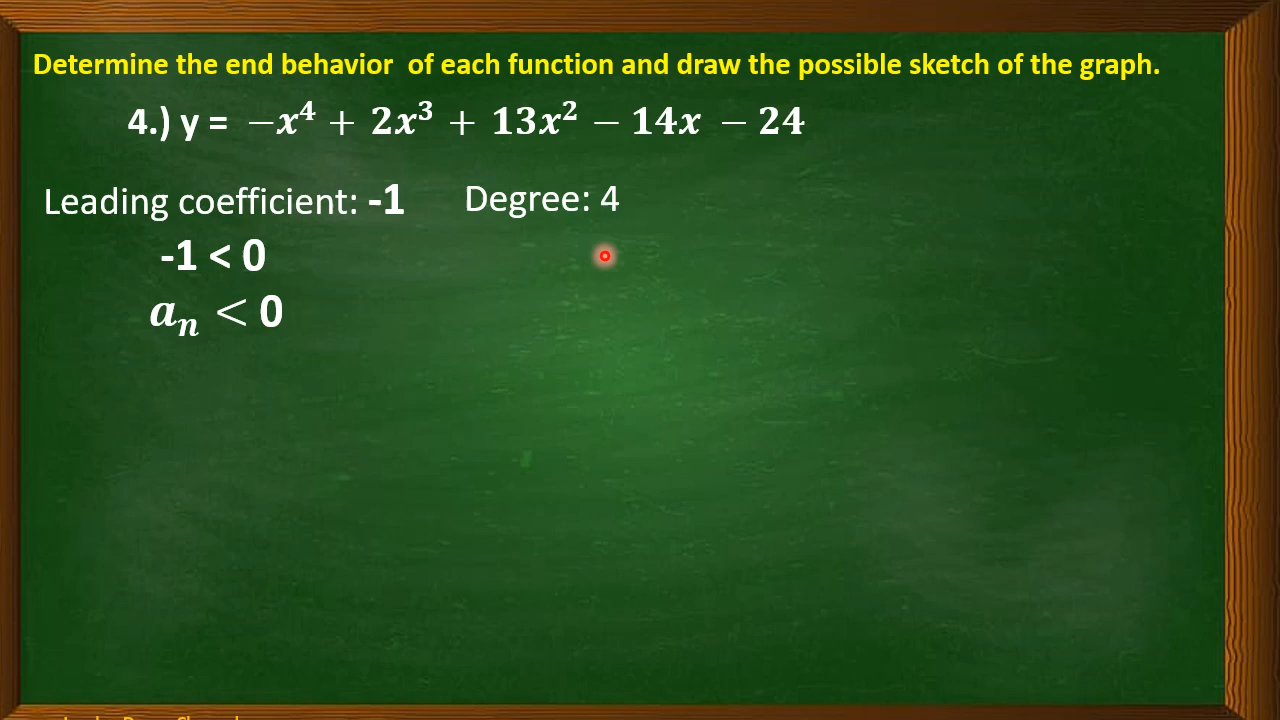 Determine the end behavior of each function and draw the possible sketch of the graph.
4.) y = −x⁴ + 2x³ + 13x² − 14x − 24
Leading coefficient: -1 Degree: 4
-1 < 0
aₙ < 0